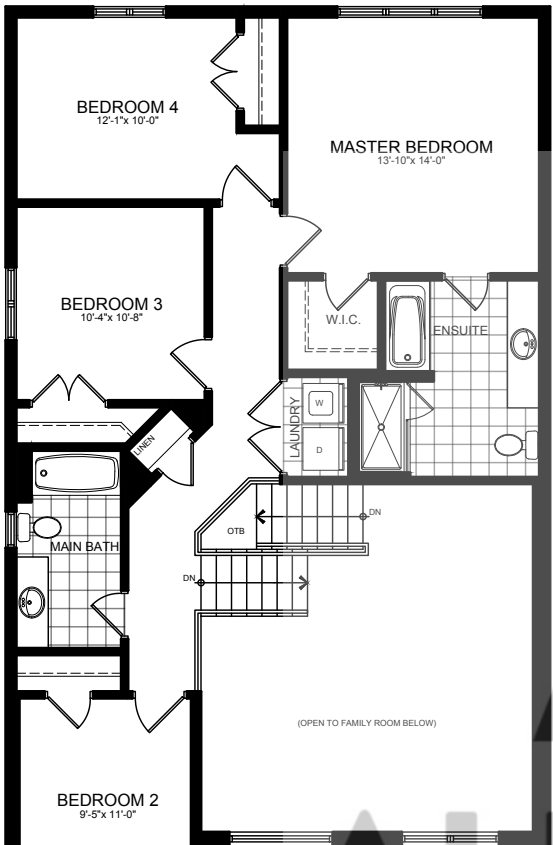 BEDROOM 4
12'-1"x 10'-0"
MASTER BEDROOM
13'-10"x 14'-0"
BEDROOM 3
10'-4"x 10'-8"
W.I.C.
ENSUITE
LAUNDRY
W
D
LINEN
OTB
DN
MAIN BATH
DN
(OPEN TO FAMILY ROOM BELOW)
BEDROOM 2
9'-5"x 11'-0"